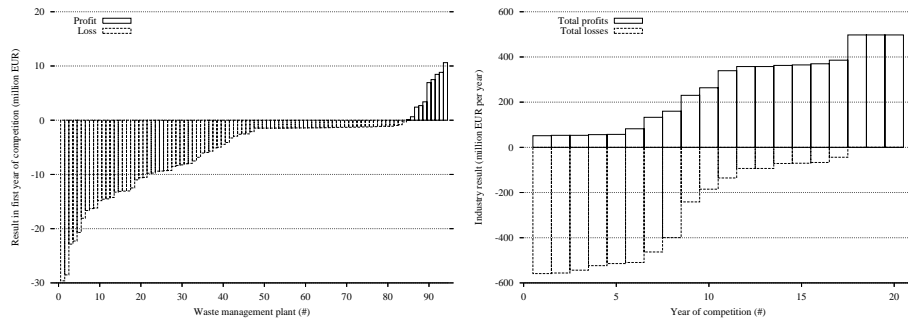 20
10
0
-10
-20
-30
0 10 20 30 40 50 60 70 80 90
Result in first year of competition (million EUR)
Waste management plant (#)
Profit
Loss
600
400
200
0
-200
-400
-600
0 5 10 15 20
Industry result (million EUR per year)
Year of competition (#)
Total profits
Total losses